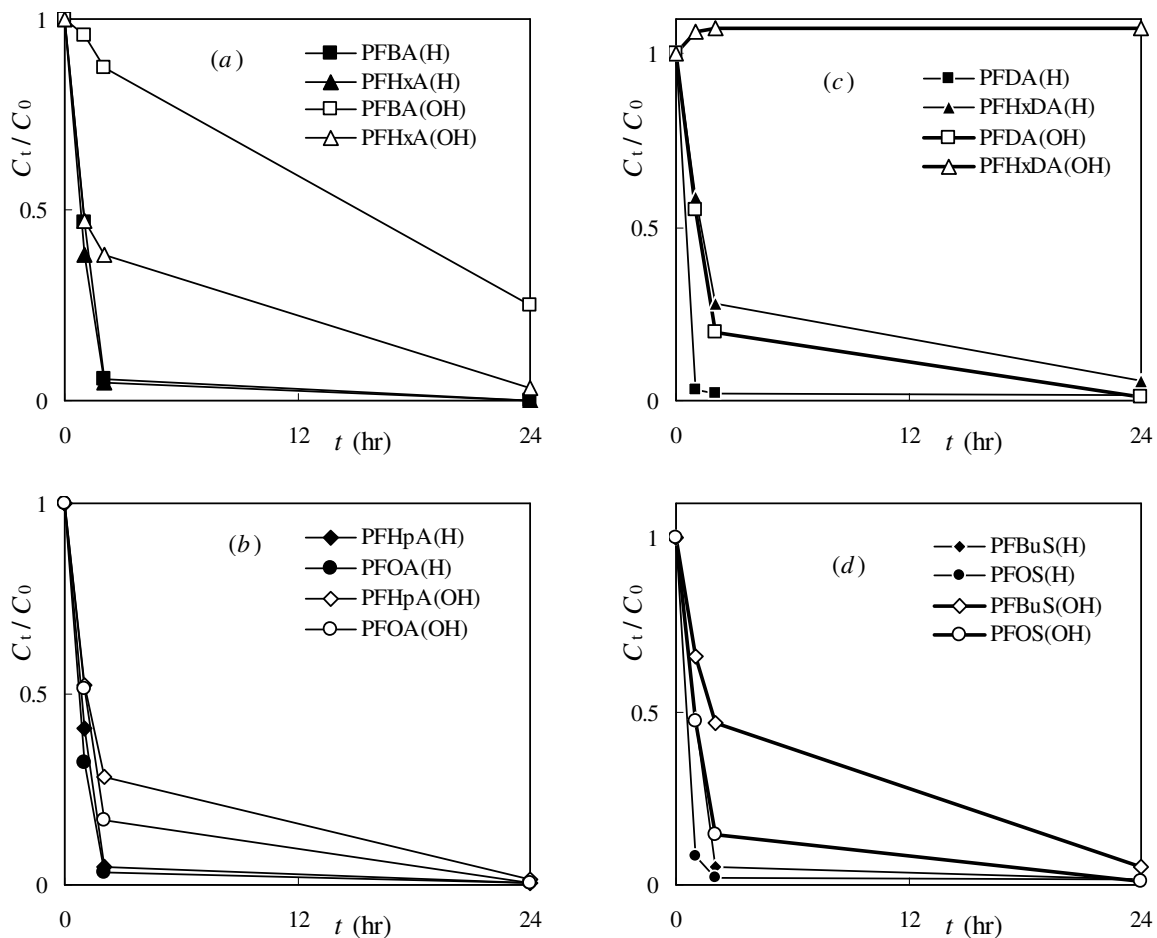 1
(a)
PFBA(H)
PFHxA(H)
PFBA(OH)
PFHxA(OH)
Ct / C0
0.5
0
0
12
24
t (hr)
(c)
PFDA(H)
PFHxDA(H)
PFDA(OH)
PFHxDA(OH)
1
Ct / C0
0.5
0
0
12
24
t (hr)
1
(b)
PFHpA(H)
PFOA(H)
PFHpA(OH)
PFOA(OH)
Ct / C0
0.5
0
0
12
24
t (hr)
1
(d)
PFBuS(H)
PFOS(H)
PFBuS(OH)
PFOS(OH)
Ct / C0
0.5
0
0
12
24
t (hr)